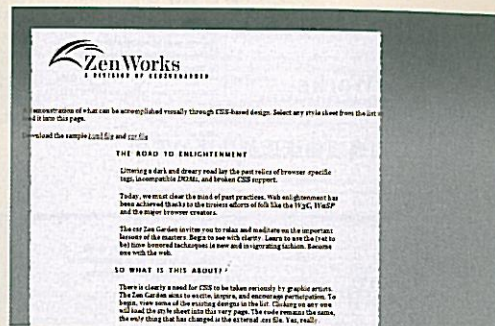 ZenWorks
A DIVISION OF CSSZENGARDEN
demonstration of what can be accomplished visually through CSS-based design. Select any style sheet from the list
it into this page.
the sample html file and css file
THE ROAD TO ENLIGHTENMENT
Littering a dark and dreary road lay the past relics of browser-specific
tags, incompatible DOMs, and broken CSS support.
Today, we must clear the mind of past practices. Web enlightenment has
been achieved thanks to the tireless efforts of folk like the W3C, WaSP
and the major browser creators.
The css Zen Garden invites you to relax and meditate on the important
lessons of the masters. Begin to see with clarity. Learn to use the (yet to
be) time-honored techniques in new and invigorating fashion. Become
one with the web.
SO WHAT IS THIS ABOUT?
There is clearly a need for CSS to be taken seriously by graphic artists.
The Zen Garden aims to excite, inspire, and encourage participation. To
begin, view some of the existing designs in the list. Clicking on any one
will load the style sheet into this very page. The code remains the same,
the only thing that has changed is the external .css file. Yes, really.